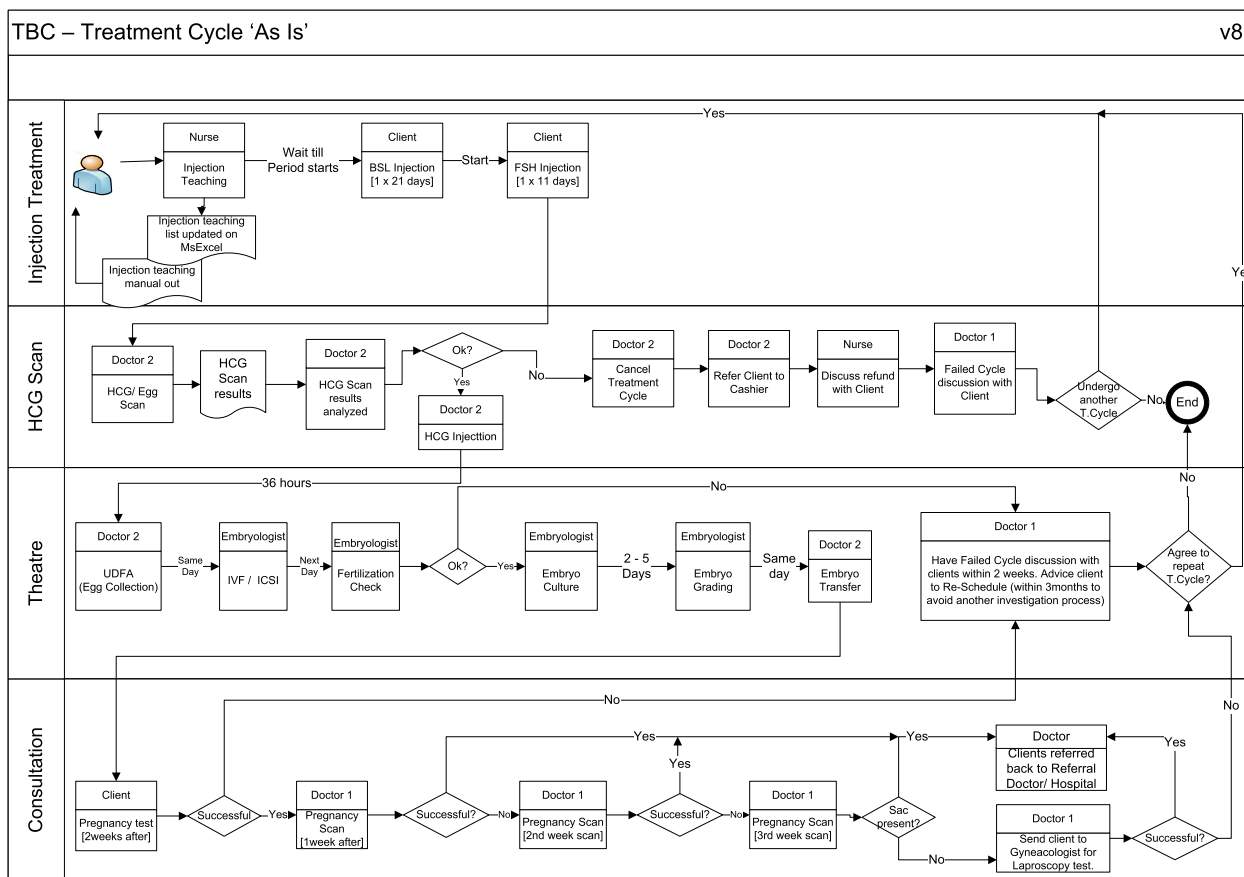 TBC – Treatment Cycle ‘As Is’
v8
Injection Treatment
Yes
Nurse
Injection
Teaching
Wait till
Period starts
Client
BSL Injection
[1 x 21 days]
Start
Client
FSH Injection
[1 x 11 days]
Injection teaching
list updated on
MsExcel
Injection teaching
manual out
Ye
HCG Scan
Doctor 2
HCG/ Egg
Scan
HCG
Scan
results
Doctor 2
HCG Scan
results
analyzed
Ok?
Yes
No
Doctor 2
HCG Injecttion
Doctor 2
Cancel
Treatment
Cycle
Doctor 2
Refer Client to
Cashier
Nurse
Discuss refund
with Client
Doctor 1
Failed Cycle
discussion with
Client
Undergo
another
T.Cycle
No
End
Theatre
36 hours
No
No
Doctor 2
UDFA
(Egg Collection)
Same
Day
Embryologist
IVF / ICSI
Next
Day
Embryologist
Fertilization
Check
Ok?
Yes
Embryologist
Embryo
Culture
2 - 5
Days
Embryologist
Embryo
Grading
Same
day
Doctor 2
Embryo
Transfer
Doctor 1
Have Failed Cycle discussion with
clients within 2 weeks. Advice client
to Re-Schedule (within 3months to
avoid another investigation process)
Agree to
repeat
T.Cycle?
Consultation
No
No
Client
Pregnancy test
[2weeks after]
Successful
Yes
Doctor 1
Pregnancy
Scan
[1week after]
Successful?
Yes
No
Doctor 1
Pregnancy Scan
[2nd week scan]
Successful?
Yes
No
Doctor 1
Pregnancy Scan
[3rd week scan]
Sac
present?
Yes
No
Doctor
Clients referred
back to Referral
Doctor/ Hospital
Doctor 1
Send client to
Gyneacologist for
Laproscopy test.
Successful?
Yes